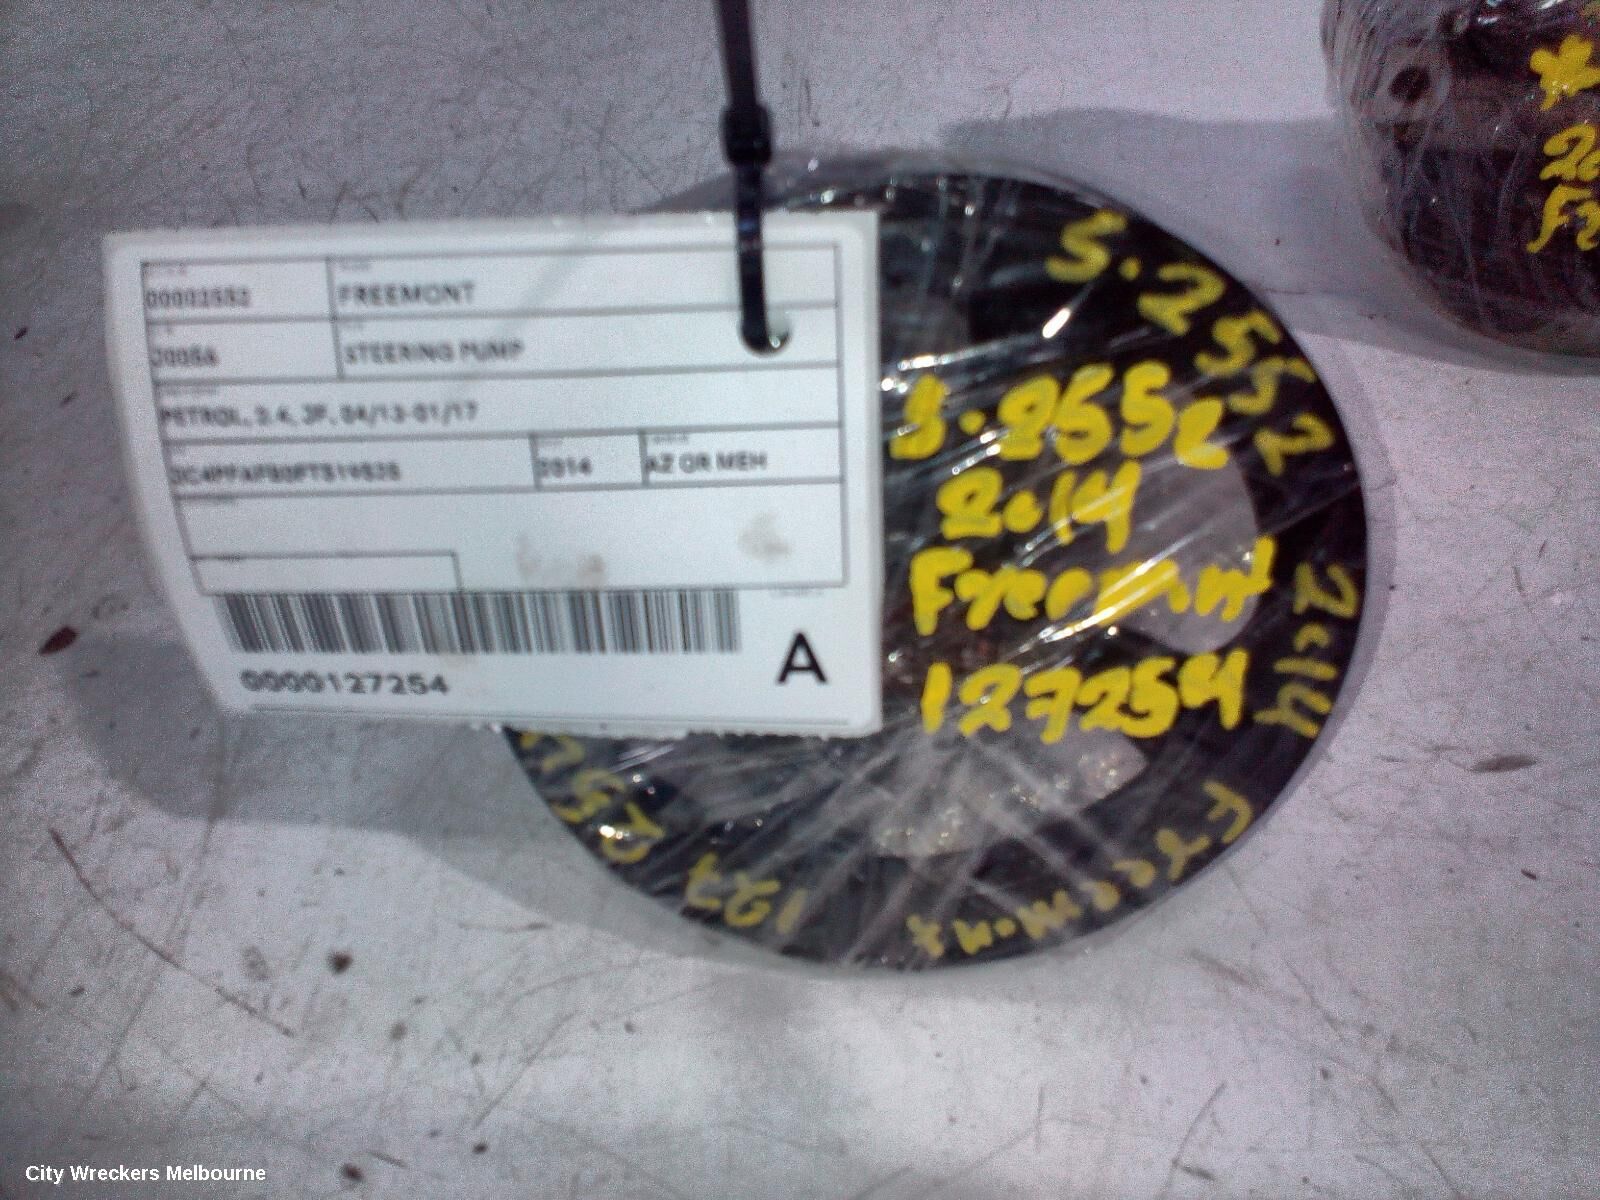 00002552
FREEMONT
STEERING PUMP
PETROL, 2.4, JF, 04/13-01/17
2014
AZ OR MEH
0000127254
A
S.2552
2014
Freemont
127254
S.2552
2014
Freemont
127254
City Wreckers Melbourne